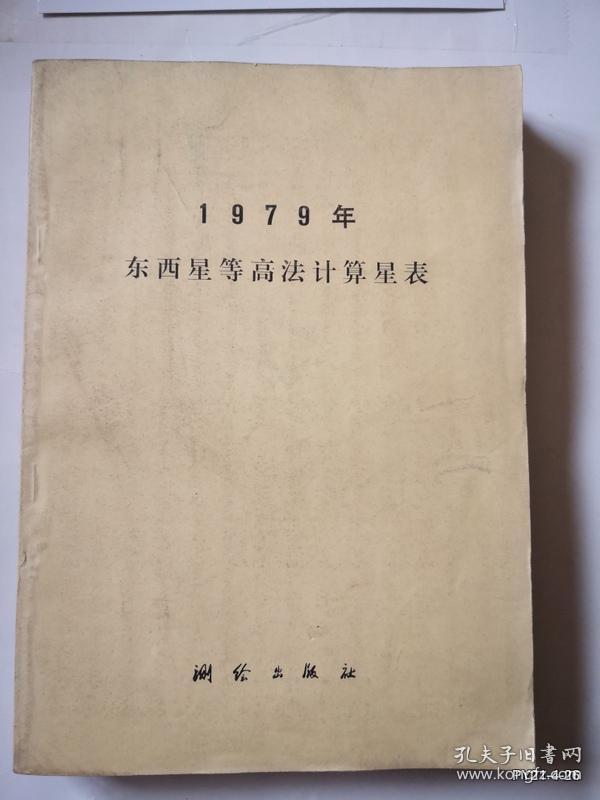 1979年
东西星等高法计算星表
测绘出版社
孔夫子旧书网